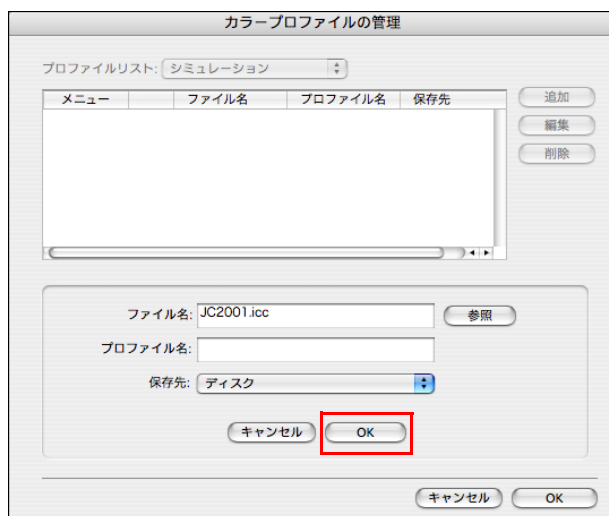 カラープロファイルの管理
プロファイルリスト: シミュレーション
メニュー ファイル名 プロファイル名 保存先
追加
編集
削除
ファイル名: JC2001.icc 参照
プロファイル名:
保存先: ディスク
キャンセル OK
キャンセル OK